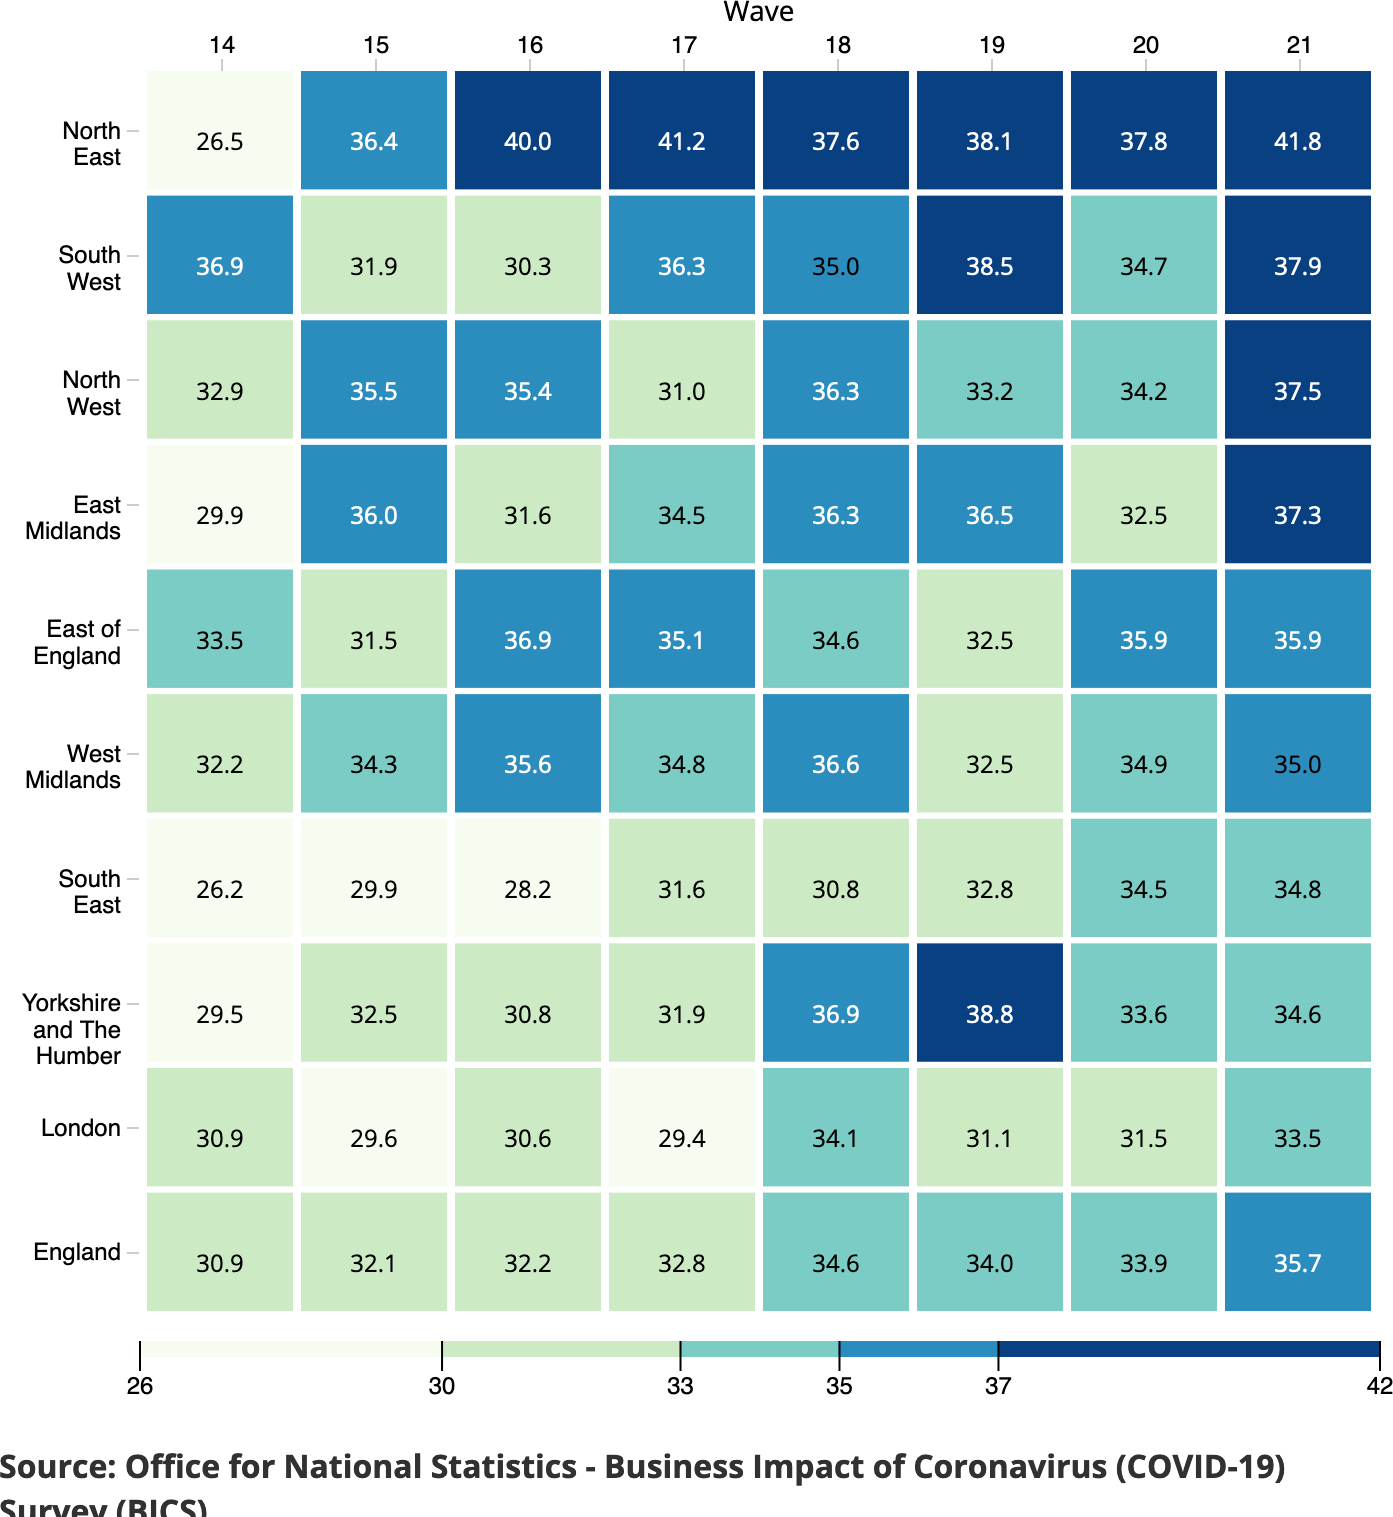 Wave
14 15 16 17 18 19 20 21
North
East
26.5 36.4 40.0 41.2 37.6 38.1 37.8 41.8
South
West
36.9 31.9 30.3 36.3 35.0 38.5 34.7 37.9
North
West
32.9 35.5 35.4 31.0 36.3 33.2 34.2 37.5
East
Midlands
29.9 36.0 31.6 34.5 36.3 36.5 32.5 37.3
East of
England
33.5 31.5 36.9 35.1 34.6 32.5 35.9 35.9
West
Midlands
32.2 34.3 35.6 34.8 36.6 32.5 34.9 35.0
South
East
26.2 29.9 28.2 31.6 30.8 32.8 34.5 34.8
Yorkshire
and The
Humber
29.5 32.5 30.8 31.9 36.9 38.8 33.6 34.6
London
30.9 29.6 30.6 29.4 34.1 31.1 31.5 33.5
England
30.9 32.1 32.2 32.8 34.6 34.0 33.9 35.7
26 30 33 35 37 42
Source: Office for National Statistics - Business Impact of Coronavirus (COVID-19)
Survey (BICS)